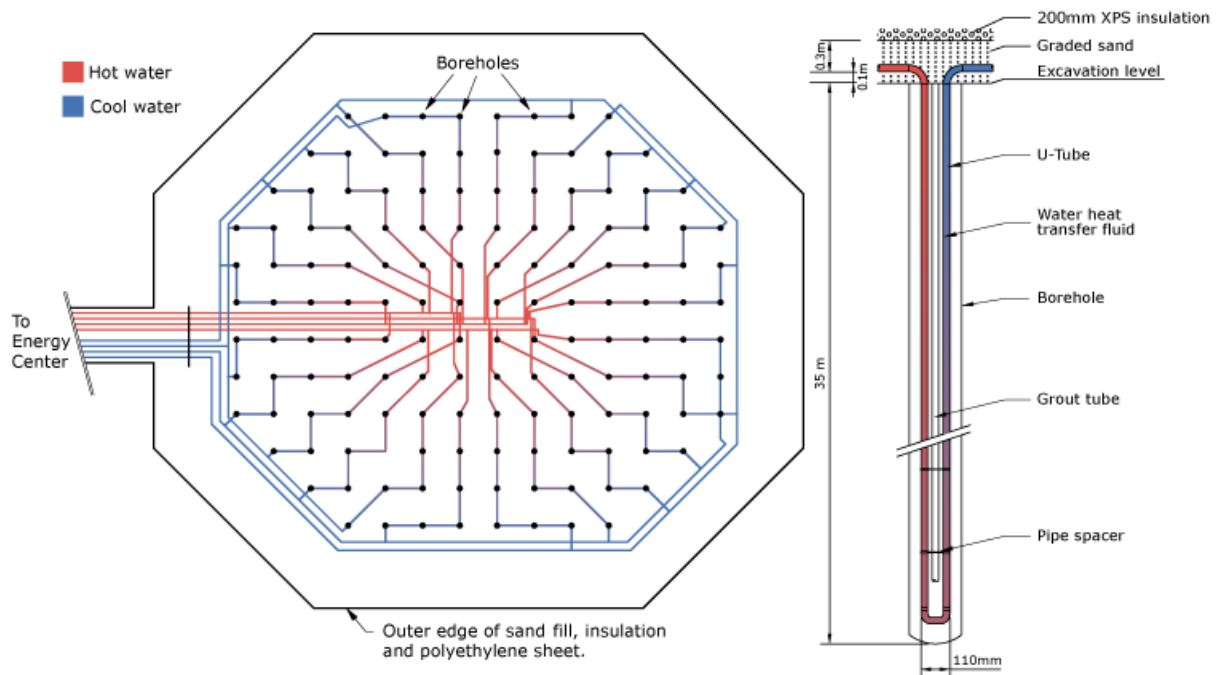 Hot water
Cool water
Boreholes
To
Energy
Center
Outer edge of sand fill, insulation
and polyethylene sheet.
200mm XPS insulation
Graded sand
Excavation level
0.3m
0.1m
U-Tube
Water heat
transfer fluid
Borehole
35 m
Grout tube
Pipe spacer
110mm